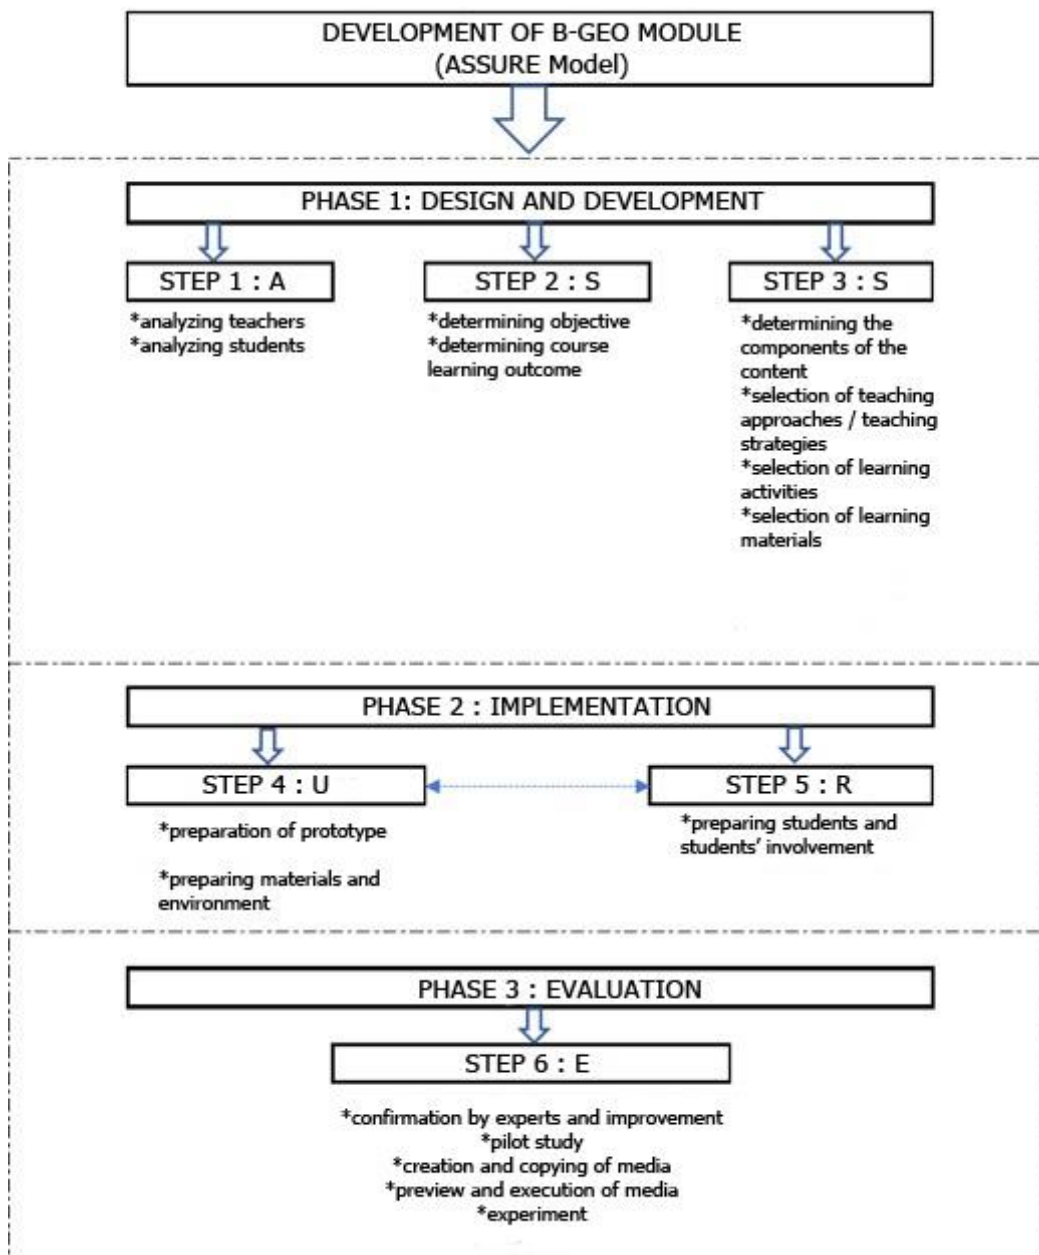 DEVELOPMENT OF B-GEO MODULE
(ASSURE Model)
PHASE 1: DESIGN AND DEVELOPMENT
STEP 1 : A
*analyzing teachers
*analyzing students
STEP 2 : S
*determining objective
*determining course
learning outcome
STEP 3 : S
*determining the
components of the
content
*selection of teaching
approaches / teaching
strategies
*selection of learning
activities
*selection of learning
materials
PHASE 2 : IMPLEMENTATION
STEP 4 : U
*preparation of prototype
*preparing materials and
environment
STEP 5 : R
*preparing students and
students’ involvement
PHASE 3 : EVALUATION
STEP 6 : E
*confirmation by experts and improvement
*pilot study
*creation and copying of media
*preview and execution of media
*experiment